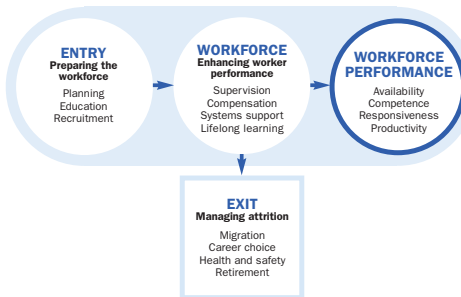 ENTRY
Preparing the
workforce
Planning
Education
Recruitment
WORKFORCE
Enhancing worker
performance
Supervision
Compensation
Systems support
Lifelong learning
WORKFORCE
PERFORMANCE
Availability
Competence
Responsiveness
Productivity
EXIT
Managing attrition
Migration
Career choice
Health and safety
Retirement